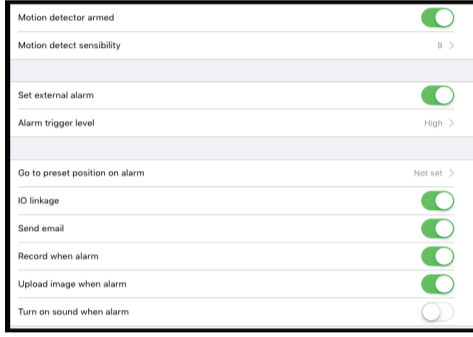 Motion detector armed
Motion detect sensibility 9
Set external alarm
Alarm trigger level High
Go to preset position on alarm Not set
IO linkage
Send email
Record when alarm
Upload image when alarm
Turn on sound when alarm